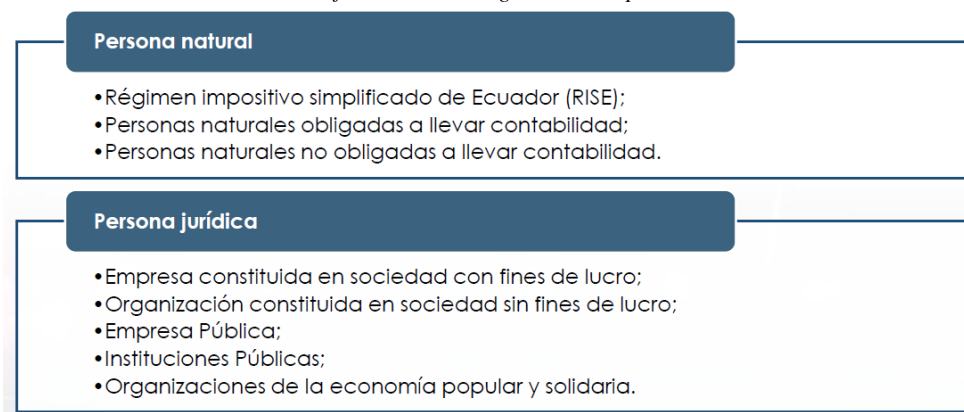 Persona natural
•Régimen impositivo simplificado de Ecuador (RISE);
•Personas naturales obligadas a llevar contabilidad;
•Personas naturales no obligadas a llevar contabilidad.
Persona jurídica
•Empresa constituida en sociedad con fines de lucro;
•Organización constituida en sociedad sin fines de lucro;
•Empresa Pública;
•Instituciones Públicas;
•Organizaciones de la economía popular y solidaria.